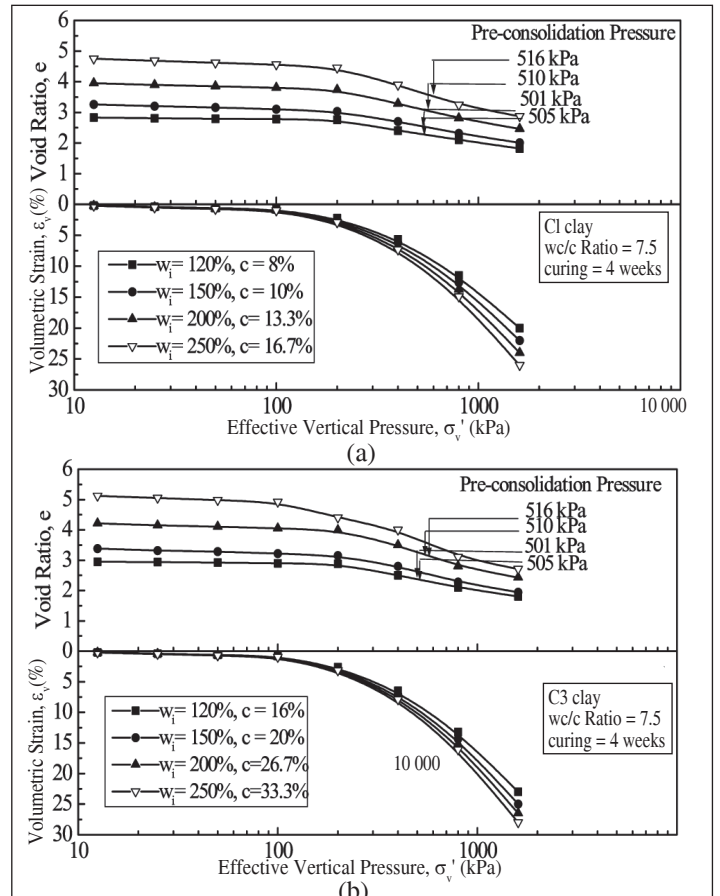 6
5
4
3
2
1
0
Void Ratio, e
Pre-consolidation Pressure
516 kPa
510 kPa
501 kPa
505 kPa
5
10
15
20
25
30
Volumetric Strain, εv(%)
Cl clay
wc/c Ratio = 7.5
curing = 4 weeks
wi= 120%, c = 8%
wi= 150%, c = 10%
wi= 200%, c= 13.3%
wi= 250%, c= 16.7%
10 100 1000 10 000
Effective Vertical Pressure, σv' (kPa)
(a)
6
5
4
3
2
1
0
Void Ratio, e
Pre-consolidation Pressure
516 kPa
510 kPa
501 kPa
505 kPa
5
10
15
20
25
30
Volumetric Strain, εv(%)
C3 clay
wc/c Ratio = 7.5
curing = 4 weeks
wi= 120%, c = 16%
wi= 150%, c = 20%
wi= 200%, c=26.7%
wi= 250%, c=33.3%
10 000
10 100 1000
Effective Vertical Pressure, σv' (kPa)
(b)